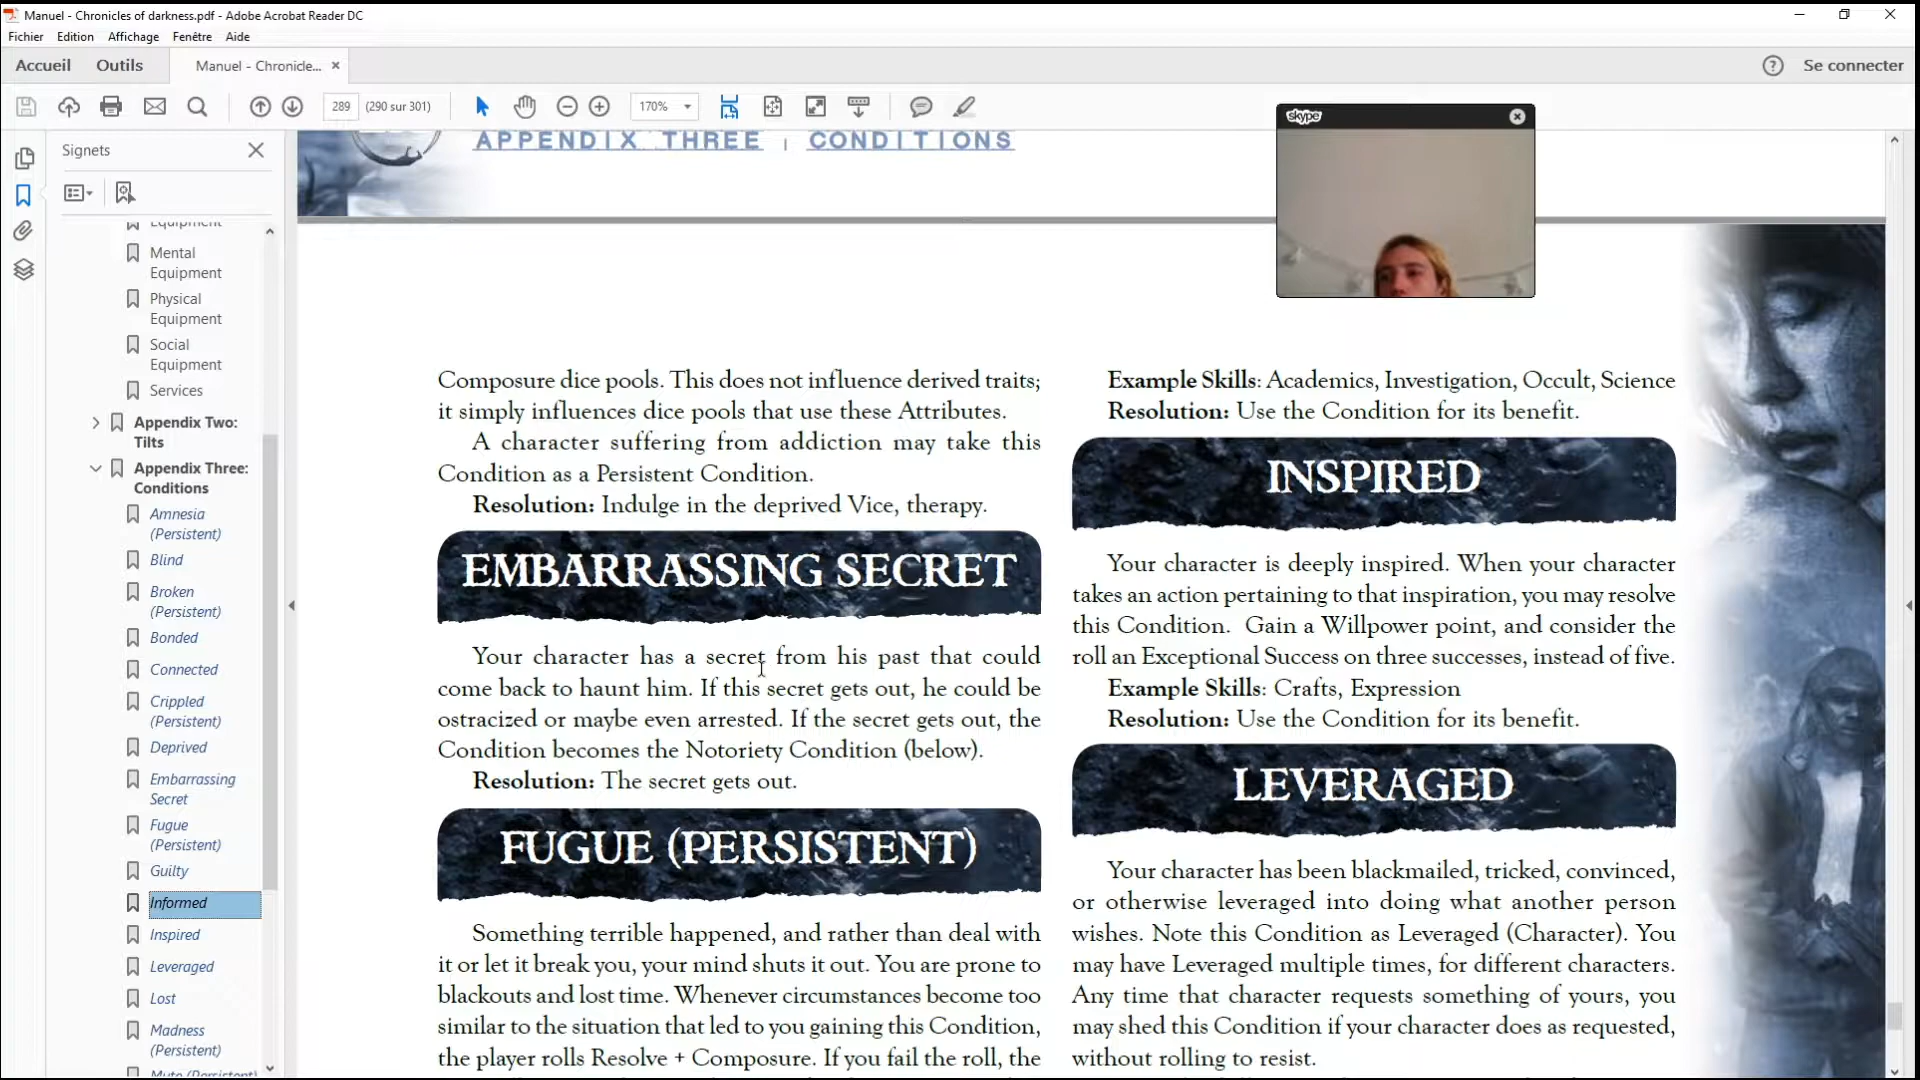 Manuel - Chronicles of darkness.pdf - Adobe Acrobat Reader DC
Fichier Edition Affichage Fenêtre Aide
Accueil Outils Manuel - Chronicle... ×
? Se connecter
289 (290 sur 301) 170%
Signets
Equipment
Mental
Equipment
Physical
Equipment
Social
Equipment
Services
Appendix Two:
Tilts
Appendix Three:
Conditions
Amnesia
(Persistent)
Blind
Broken
(Persistent)
Bonded
Connected
Crippled
(Persistent)
Deprived
Embarrassing
Secret
Fugue
(Persistent)
Guilty
Informed
Inspired
Leveraged
Lost
Madness
(Persistent)
Mute (Persistent)
APPENDIX THREE | CONDITIONS
skype
Composure dice pools. This does not influence derived traits;
it simply influences dice pools that use these Attributes.
A character suffering from addiction may take this
Condition as a Persistent Condition.
Resolution: Indulge in the deprived Vice, therapy.
EMBARRASSING SECRET
Your character has a secret from his past that could
come back to haunt him. If this secret gets out, he could be
ostracized or maybe even arrested. If the secret gets out, the
Condition becomes the Notoriety Condition (below).
Resolution: The secret gets out.
FUGUE (PERSISTENT)
Something terrible happened, and rather than deal with
it or let it break you, your mind shuts it out. You are prone to
blackouts and lost time. Whenever circumstances become too
similar to the situation that led to you gaining this Condition,
the player rolls Resolve + Composure. If you fail the roll, the
Example Skills: Academics, Investigation, Occult, Science
Resolution: Use the Condition for its benefit.
INSPIRED
Your character is deeply inspired. When your character
takes an action pertaining to that inspiration, you may resolve
this Condition. Gain a Willpower point, and consider the
roll an Exceptional Success on three successes, instead of five.
Example Skills: Crafts, Expression
Resolution: Use the Condition for its benefit.
LEVERAGED
Your character has been blackmailed, tricked, convinced,
or otherwise leveraged into doing what another person
wishes. Note this Condition as Leveraged (Character). You
may have Leveraged multiple times, for different characters.
Any time that character requests something of yours, you
may shed this Condition if your character does as requested,
without rolling to resist.